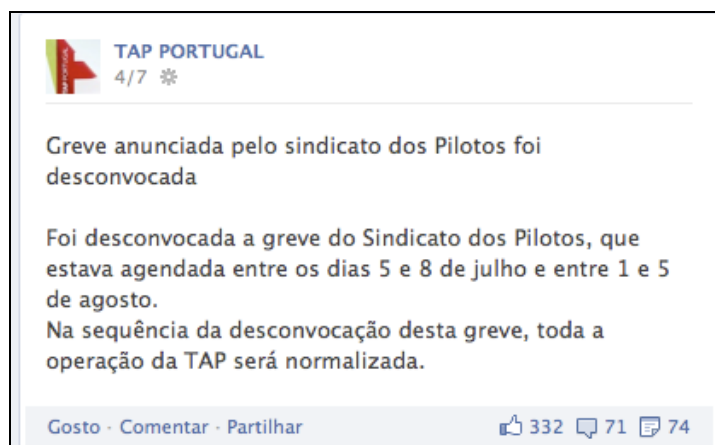 TAP PORTUGAL
4/7
Greve anunciada pelo sindicato dos Pilotos foi
desconvocada
Foi desconvocada a greve do Sindicato dos Pilotos, que
estava agendada entre os dias 5 e 8 de julho e entre 1 e 5
de agosto.
Na sequência da desconvocação desta greve, toda a
operação da TAP será normalizada.
Gosto · Comentar · Partilhar 332 71 74